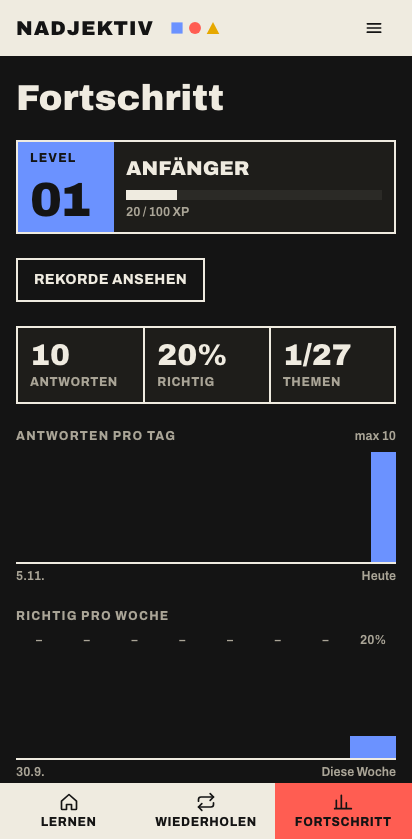 NADJEKTIV
Fortschritt
LEVEL
01
ANFÄNGER
20 / 100 XP
REKORDE ANSEHEN
10
ANTWORTEN
20%
RICHTIG
1/27
THEMEN
ANTWORTEN PRO TAG
max 10
5.11.
Heute
RICHTIG PRO WOCHE
– – – – – – – 20%
30.9.
Diese Woche
LERNEN
WIEDERHOLEN
FORTSCHRITT